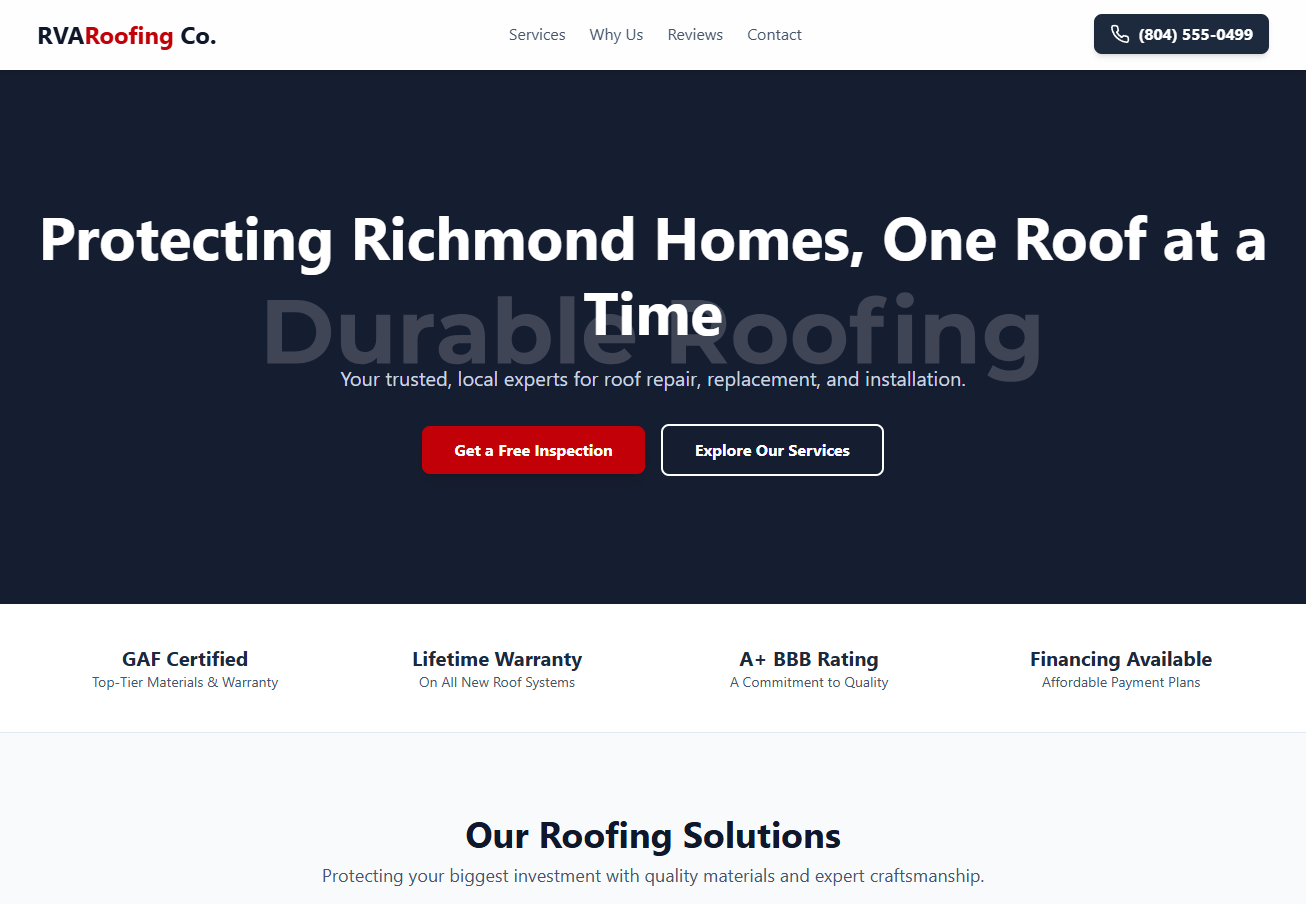 RVARoofing Co.
Services
Why Us
Reviews
Contact
(804) 555-0499
Protecting Richmond Homes, One Roof at a
Time
Durable Roofing
Your trusted, local experts for roof repair, replacement, and installation.
Get a Free Inspection
Explore Our Services
GAF Certified
Top-Tier Materials & Warranty
Lifetime Warranty
On All New Roof Systems
A+ BBB Rating
A Commitment to Quality
Financing Available
Affordable Payment Plans
Our Roofing Solutions
Protecting your biggest investment with quality materials and expert craftsmanship.